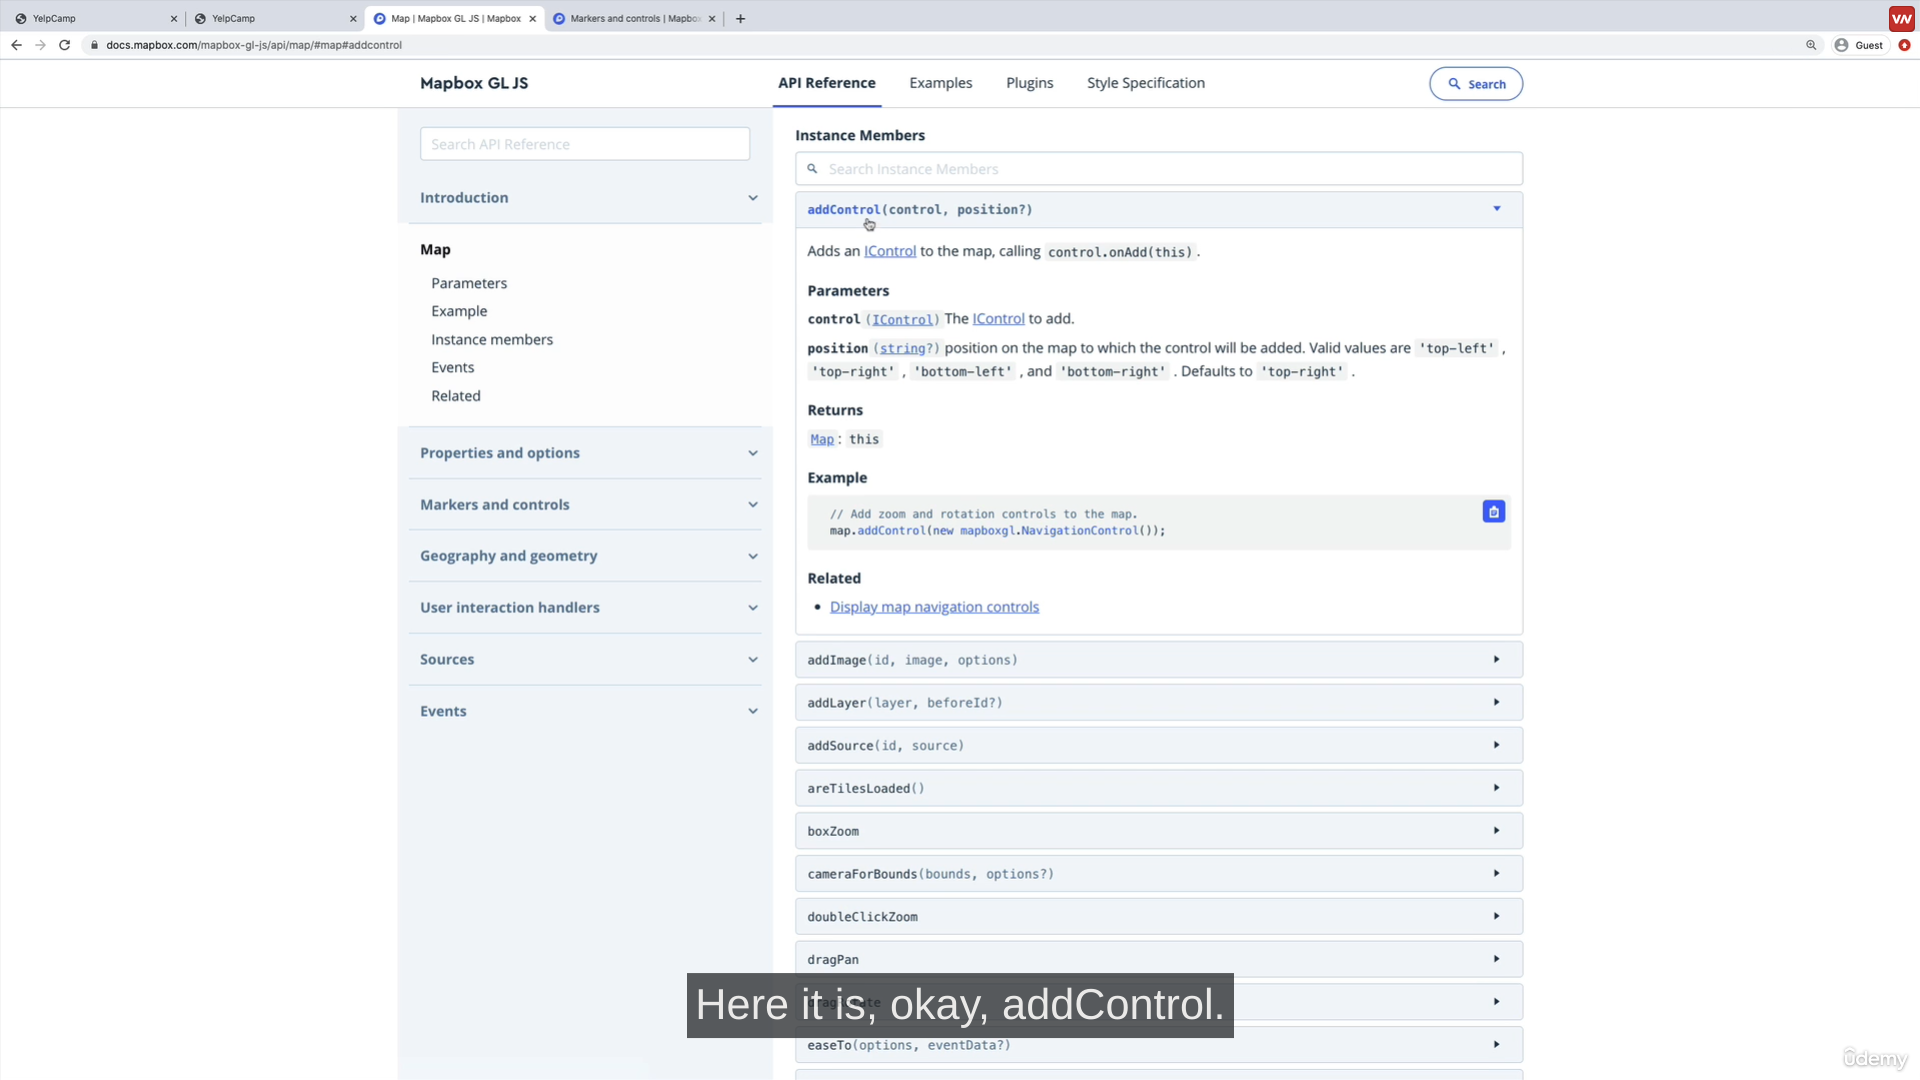 YelpCamp
YelpCamp
Map | Mapbox GL JS | Mapbox
Markers and controls | Mapbox
VN
docs.mapbox.com/mapbox-gl-js/api/map/#map#addcontrol
Guest
Mapbox GL JS
API Reference
Examples
Plugins
Style Specification
Search
Search API Reference
Introduction
Map
Parameters
Example
Instance members
Events
Related
Properties and options
Markers and controls
Geography and geometry
User interaction handlers
Sources
Events
Instance Members
Search Instance Members
addControl(control, position?)
Adds an IControl to the map, calling control.onAdd(this) .
Parameters
control (IControl) The IControl to add.
position (string?) position on the map to which the control will be added. Valid values are 'top-left' ,
'top-right' , 'bottom-left' , and 'bottom-right' . Defaults to 'top-right' .
Returns
Map : this
Example
// Add zoom and rotation controls to the map.
map.addControl(new mapboxgl.NavigationControl());
Related
• Display map navigation controls
addImage(id, image, options)
addLayer(layer, beforeId?)
addSource(id, source)
areTilesLoaded()
boxZoom
cameraForBounds(bounds, options?)
doubleClickZoom
dragPan
Here it is, okay, addControl.
easeTo(options, eventData?)
ûdemy